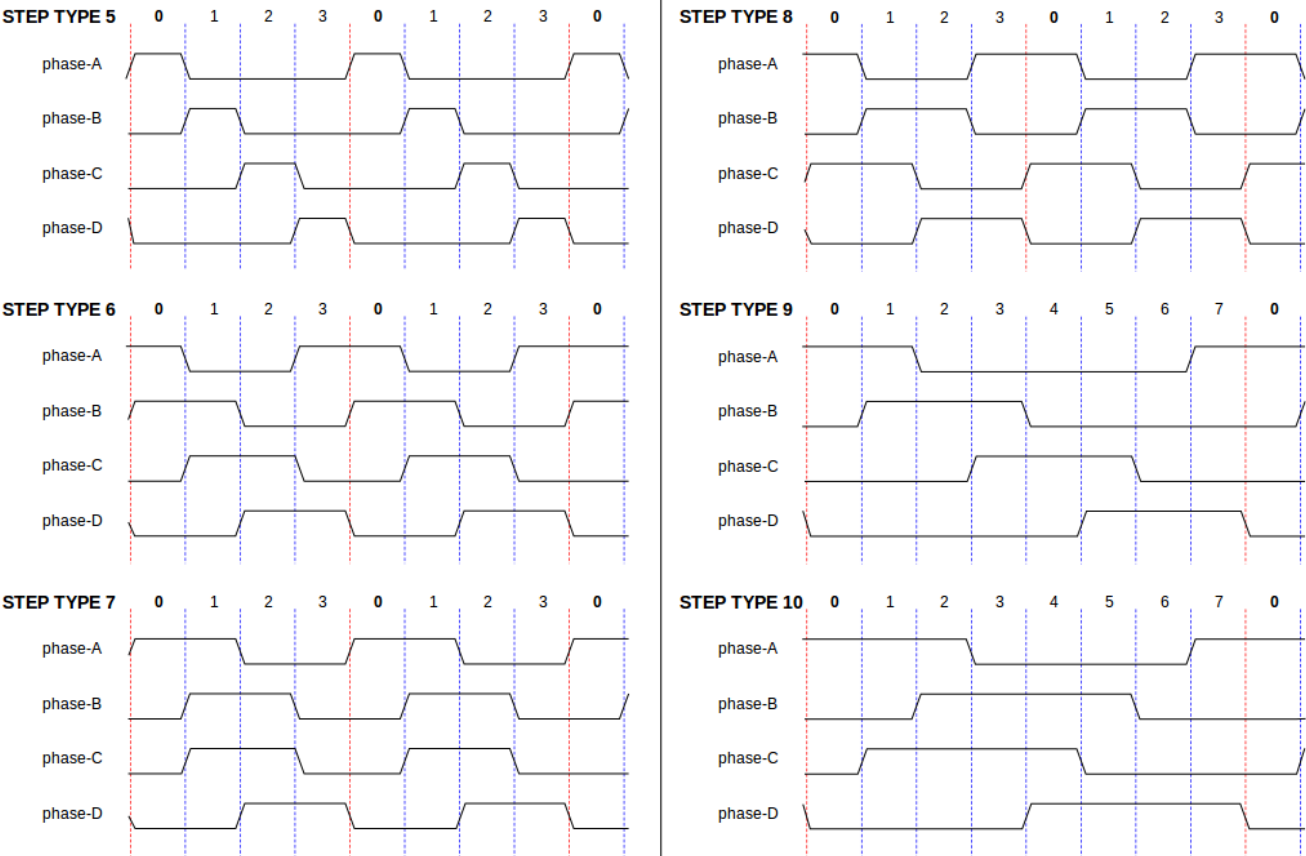 STEP TYPE 5 0 1 2 3 0 1 2 3 0
phase-A
phase-B
phase-C
phase-D
STEP TYPE 6 0 1 2 3 0 1 2 3 0
phase-A
phase-B
phase-C
phase-D
STEP TYPE 7 0 1 2 3 0 1 2 3 0
phase-A
phase-B
phase-C
phase-D
STEP TYPE 8 0 1 2 3 0 1 2 3 0
phase-A
phase-B
phase-C
phase-D
STEP TYPE 9 0 1 2 3 4 5 6 7 0
phase-A
phase-B
phase-C
phase-D
STEP TYPE 10 0 1 2 3 4 5 6 7 0
phase-A
phase-B
phase-C
phase-D